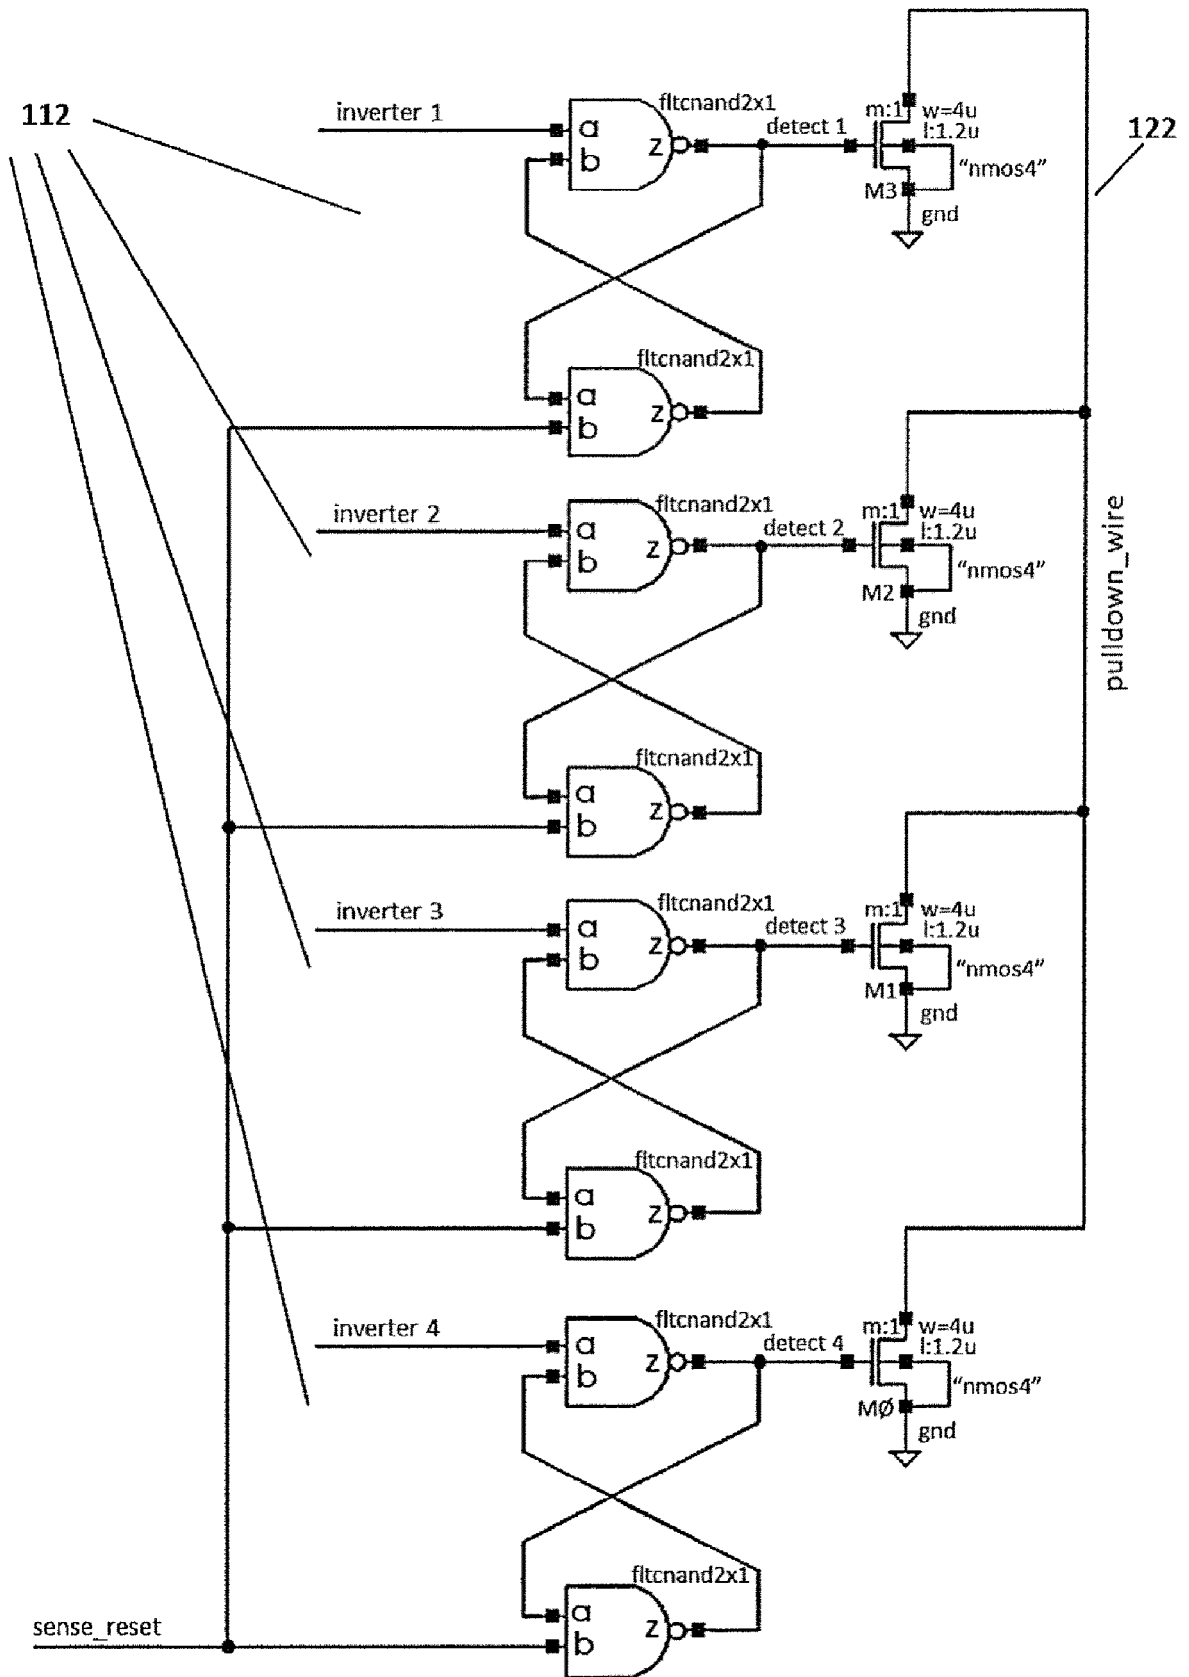 112
inverter 1
a
b
z
fltcnand2x1
detect 1
m:1
w=4u
l:1.2u
"nmos4"
M3
gnd
122
fltcnand2x1
a
b
z
inverter 2
a
b
z
fltcnand2x1
detect 2
m:1
w=4u
l:1.2u
"nmos4"
M2
gnd
pulldown_wire
fltcnand2x1
a
b
z
inverter 3
a
b
z
fltcnand2x1
detect 3
m:1
w=4u
l:1.2u
"nmos4"
M1
gnd
fltcnand2x1
a
b
z
inverter 4
a
b
z
fltcnand2x1
detect 4
m:1
w=4u
l:1.2u
"nmos4"
MØ
gnd
fltcnand2x1
a
b
z
sense_reset